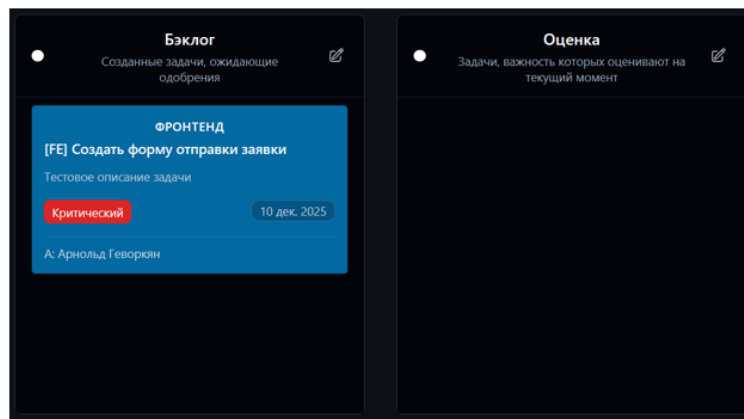 Бэклог
Созданные задачи, ожидающие
одобрения
ФРОНТЕНД
[FE] Создать форму отправки заявки
Тестовое описание задачи
Критический
10 дек. 2025
А: Арнольд Геворкян
Оценка
Задачи, важность которых оценивают на
текущий момент